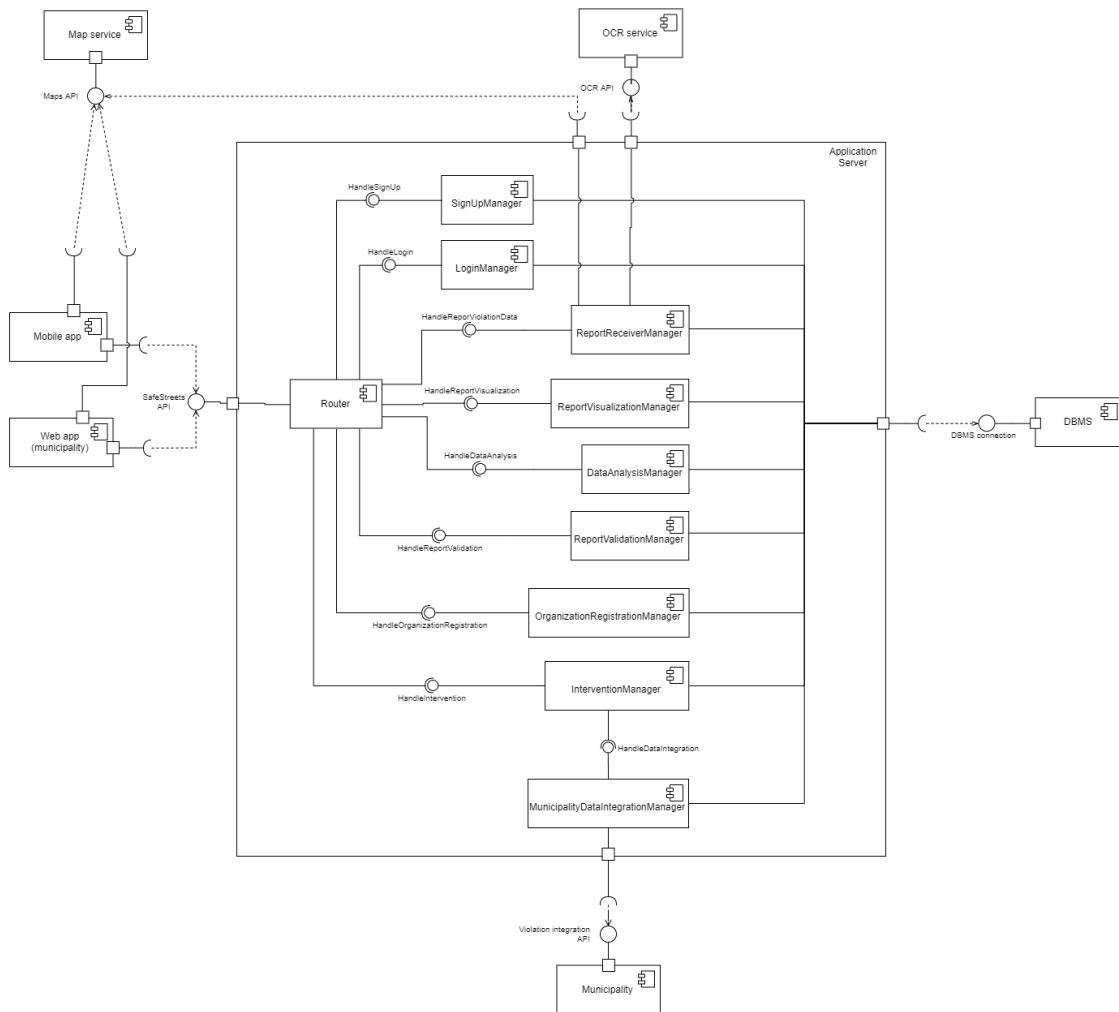 Map service
OCR service
Maps API
OCR API
Application
Server
HandleSignUp
SignUpManager
HandleLogin
LoginManager
HandleReporViolationData
Mobile app
ReportReceiverManager
HandleReportVisualization
SafeStreets
API
Router
ReportVisualizationManager
Web app
(municipality)
DBMS
DBMS connection
HandleDataAnalysis
DataAnalysisManager
ReportValidationManager
HandleReportValidation
OrganizationRegistrationManager
HandleOrganizationRegistration
InterventionManager
HandleIntervention
HandleDataIntegration
MunicipalityDataIntegrationManager
Violation integration
API
Municipality